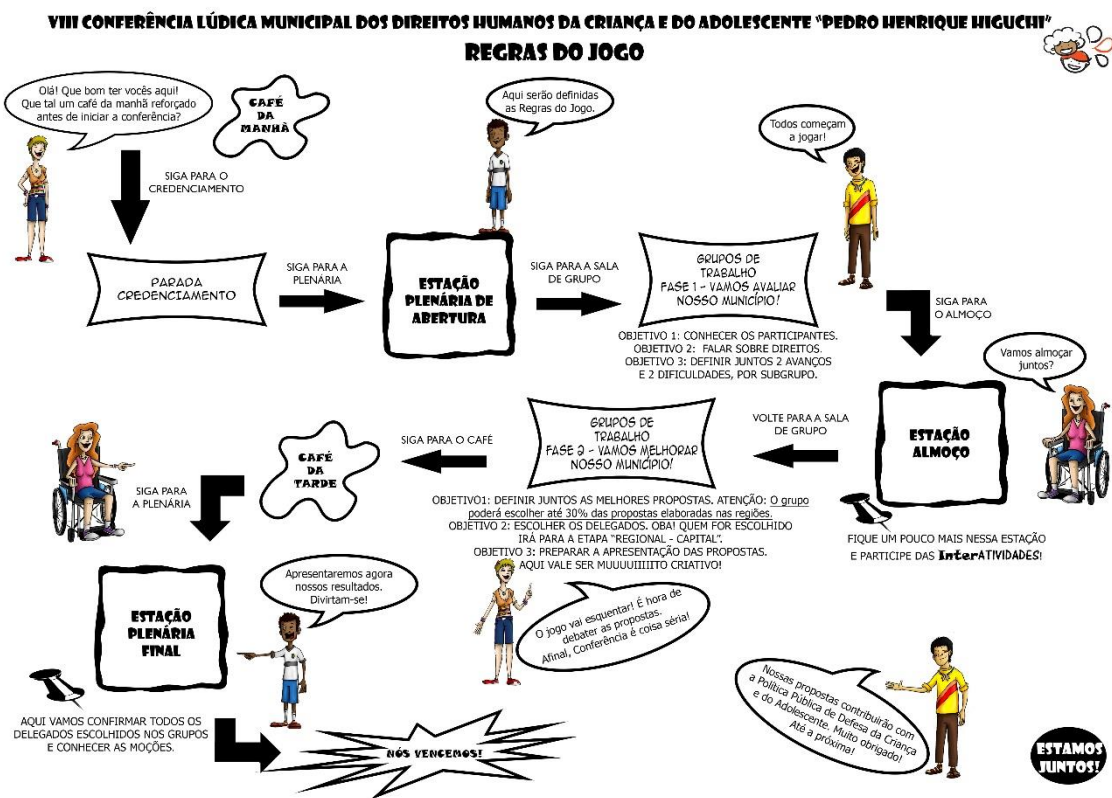 VIII CONFERÊNCIA LÚDICA MUNICIPAL DOS DIREITOS HUMANOS DA CRIANÇA E DO ADOLESCENTE "PEDRO HENRIQUE HIGUCHI"
REGRAS DO JOGO
Olá! Que bom ter vocês aqui!
Que tal um café da manhã reforçado
antes de iniciar a conferência?
CAFÉ
DA
MANHÃ
SIGA PARA O
CREDENCIAMENTO
PARADA
CREDENCIAMENTO
SIGA PARA A
PLENÁRIA
Aqui serão definidas
as Regras do Jogo.
ESTAÇÃO
PLENÁRIA DE
ABERTURA
SIGA PARA A SALA
DE GRUPO
GRUPOS DE
TRABALHO
FASE 1 - VAMOS AVALIAR
NOSSO MUNICÍPIO!
OBJETIVO 1: CONHECER OS PARTICIPANTES.
OBJETIVO 2: FALAR SOBRE DIREITOS.
OBJETIVO 3: DEFINIR JUNTOS 2 AVANÇOS
E 2 DIFICULDADES, POR SUBGRUPO.
Todos começam
a jogar!
SIGA PARA
O ALMOÇO
Vamos almoçar
juntos?
ESTAÇÃO
ALMOÇO
FIQUE UM POUCO MAIS NESSA ESTAÇÃO
E PARTICIPE DAS InterATIVIDADES!
VOLTE PARA A SALA
DE GRUPO
GRUPOS DE
TRABALHO
FASE 2 - VAMOS MELHORAR
NOSSO MUNICÍPIO!
OBJETIVO1: DEFINIR JUNTOS AS MELHORES PROPOSTAS. ATENÇÃO: O grupo
poderá escolher até 30% das propostas elaboradas nas regiões.
OBJETIVO 2: ESCOLHER OS DELEGADOS. OBA! QUEM FOR ESCOLHIDO
IRÁ PARA A ETAPA "REGIONAL - CAPITAL".
OBJETIVO 3: PREPARAR A APRESENTAÇÃO DAS PROPOSTAS.
AQUI VALE SER MUUUUIIIIITO CRIATIVO!
O jogo vai esquentar! É hora de
debater as propostas.
Afinal, Conferência é coisa séria!
SIGA PARA O CAFÉ
CAFÉ
DA
TARDE
SIGA PARA
A PLENÁRIA
ESTAÇÃO
PLENÁRIA
FINAL
Apresentaremos agora
nossos resultados.
Divirtam-se!
AQUI VAMOS CONFIRMAR TODOS OS
DELEGADOS ESCOLHIDOS NOS GRUPOS
E CONHECER AS MOÇÕES.
NÓS VENCEMOS!
Nossas propostas contribuirão com
a Política Pública de Defesa da Criança
e do Adolescente. Muito obrigado!
Até a próxima!
ESTAMOS
JUNTOS!